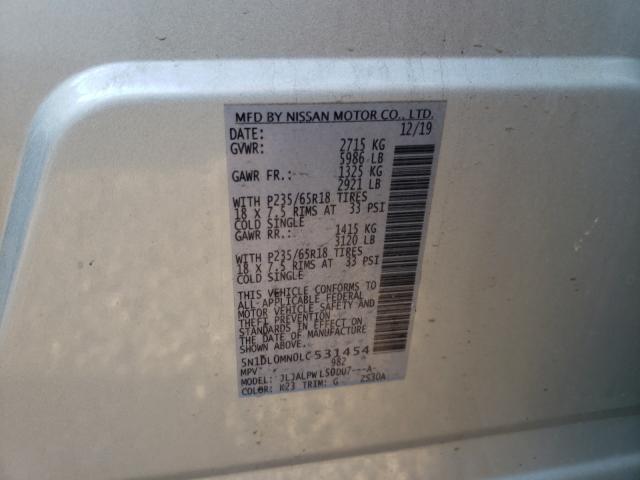 MFD BY NISSAN MOTOR CO., LTD.
DATE: 12/19
GVWR: 2715 KG
5986 LB
GAWR FR.: 1325 KG
2921 LB
WITH P235/65R18 TIRES
18 X 7.5 RIMS AT 33 PSI
COLD SINGLE
GAWR RR.: 1415 KG
3120 LB
WITH P235/65R18 TIRES
18 X 7.5 RIMS AT 33 PSI
COLD SINGLE
THIS VEHICLE CONFORMS TO
ALL APPLICABLE FEDERAL
MOTOR VEHICLE SAFETY AND
THEFT PREVENTION
STANDARDS IN EFFECT ON
THE DATE OF MANUFACTURE
SHOWN ABOVE.
5N1DL0MN0LC531454
MPV 982
MODEL: JLJALPWL50DU7---A-
COLOR: K23 TRIM: G 2530A